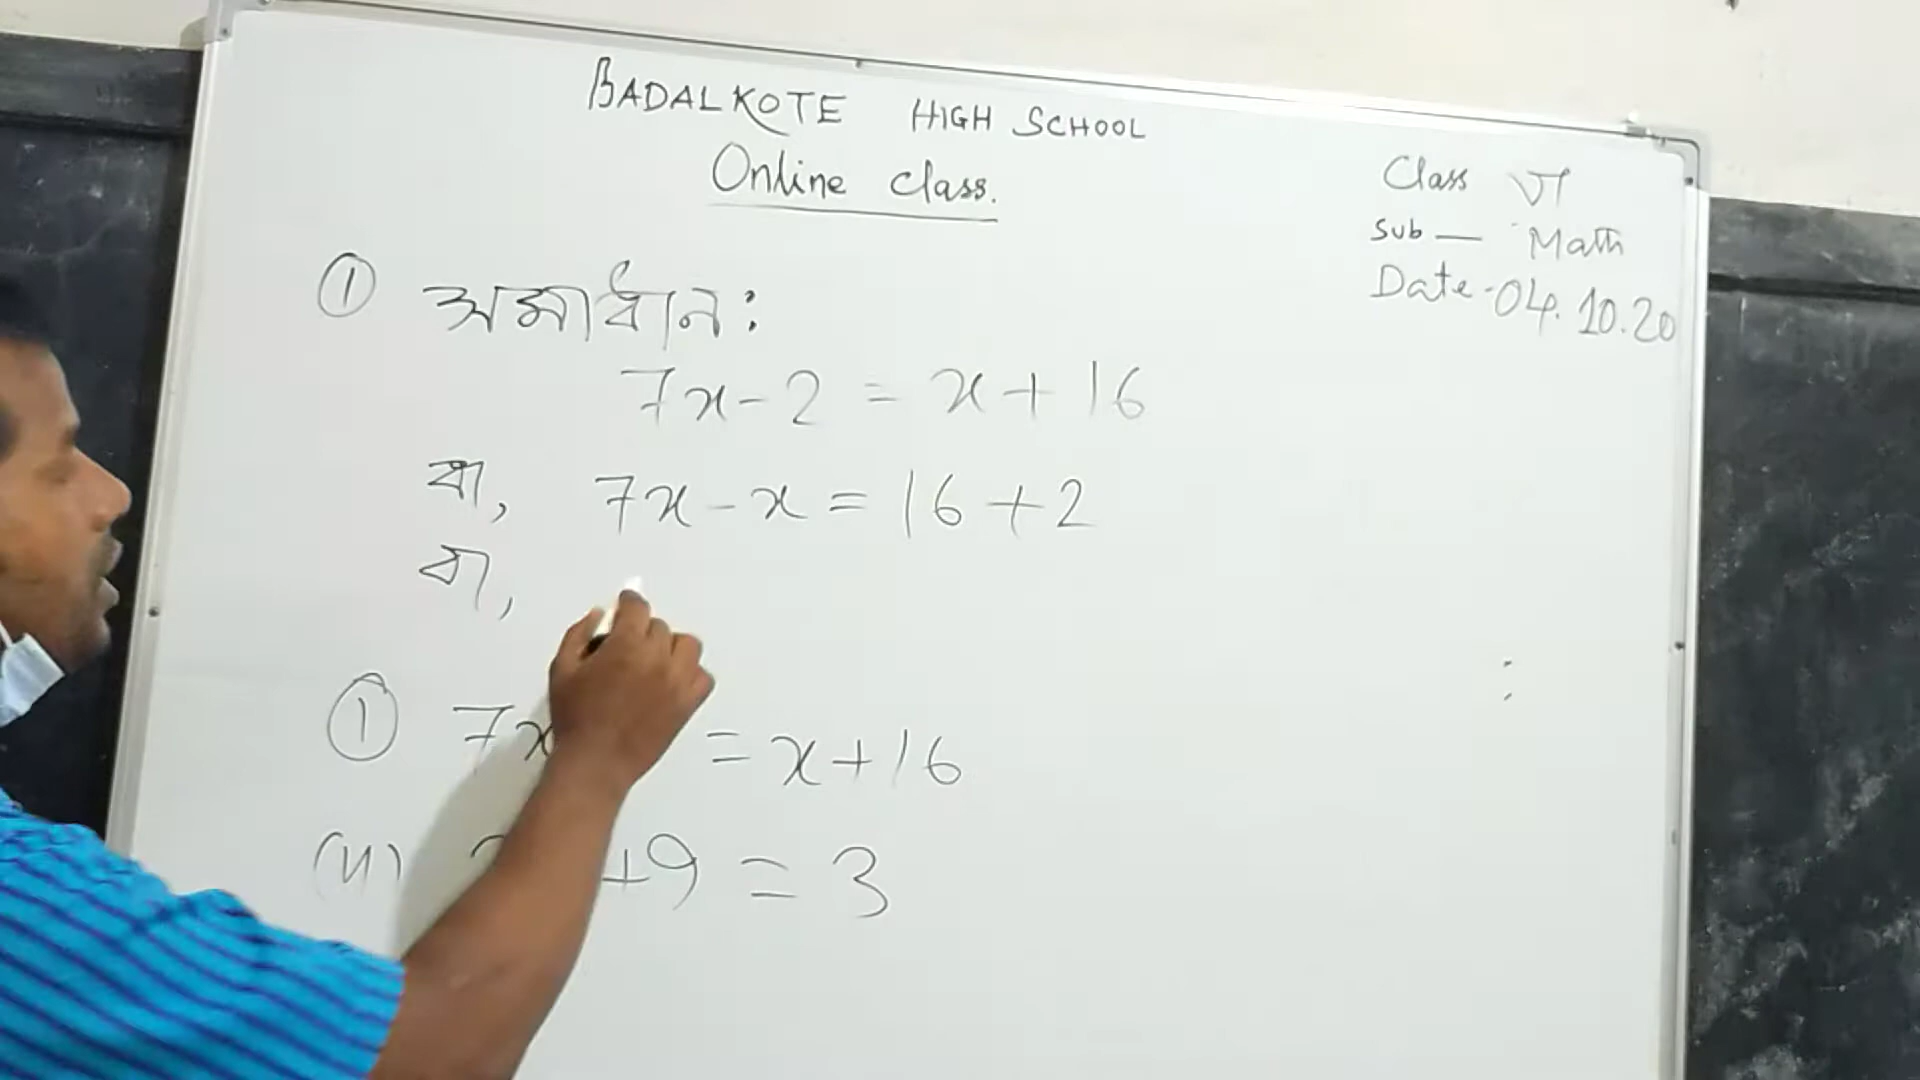 BADALKOTE HIGH SCHOOL
Online class.
Class VI
Sub — Math
Date - 04.10.20
① সমাধান:
7x - 2 = x + 16
বা, 7x - x = 16 + 2
বা,
① 7x = x + 16
(ii) + 9 = 3